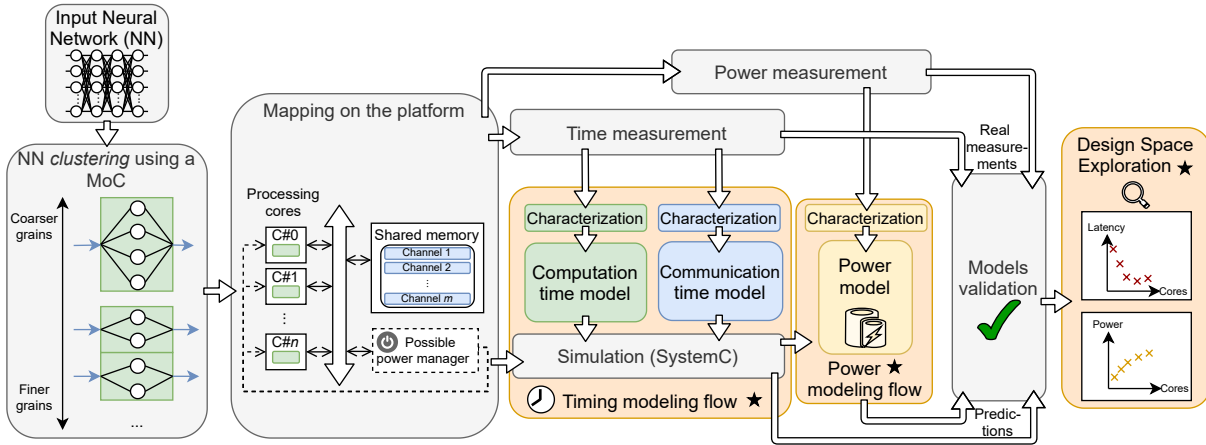 Input Neural
Network (NN)
NN clustering using a
MoC
Coarser
grains
Finer
grains
...
Mapping on the platform
Processing
cores
C#0
C#1
C#n
Shared memory
Channel 1
Channel 2
Channel m
Possible
power manager
Power measurement
Time measurement
Characterization
Computation
time model
Characterization
Communication
time model
Simulation (SystemC)
Timing modeling flow
Characterization
Power
model
Power
modeling flow
Real
measure-
ments
Models
validation
Predic-
tions
Design Space
Exploration
Latency
Cores
Power
Cores